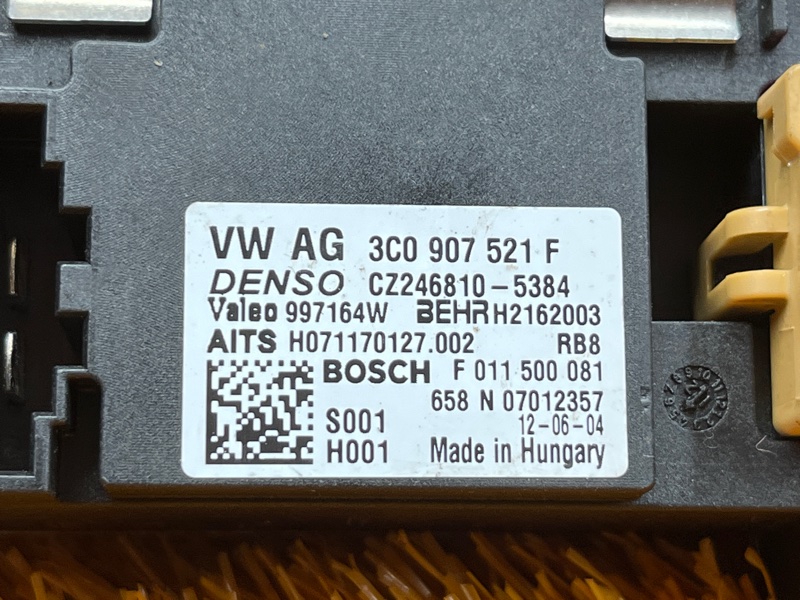 VW AG 3C0 907 521 F
DENSO CZ246810-5384
Valeo 997164W BEHR H2162003
AITS H071170127.002 RB8
BOSCH F 011 500 081
658 N 07012357
S001 12-06-04
H001 Made in Hungary